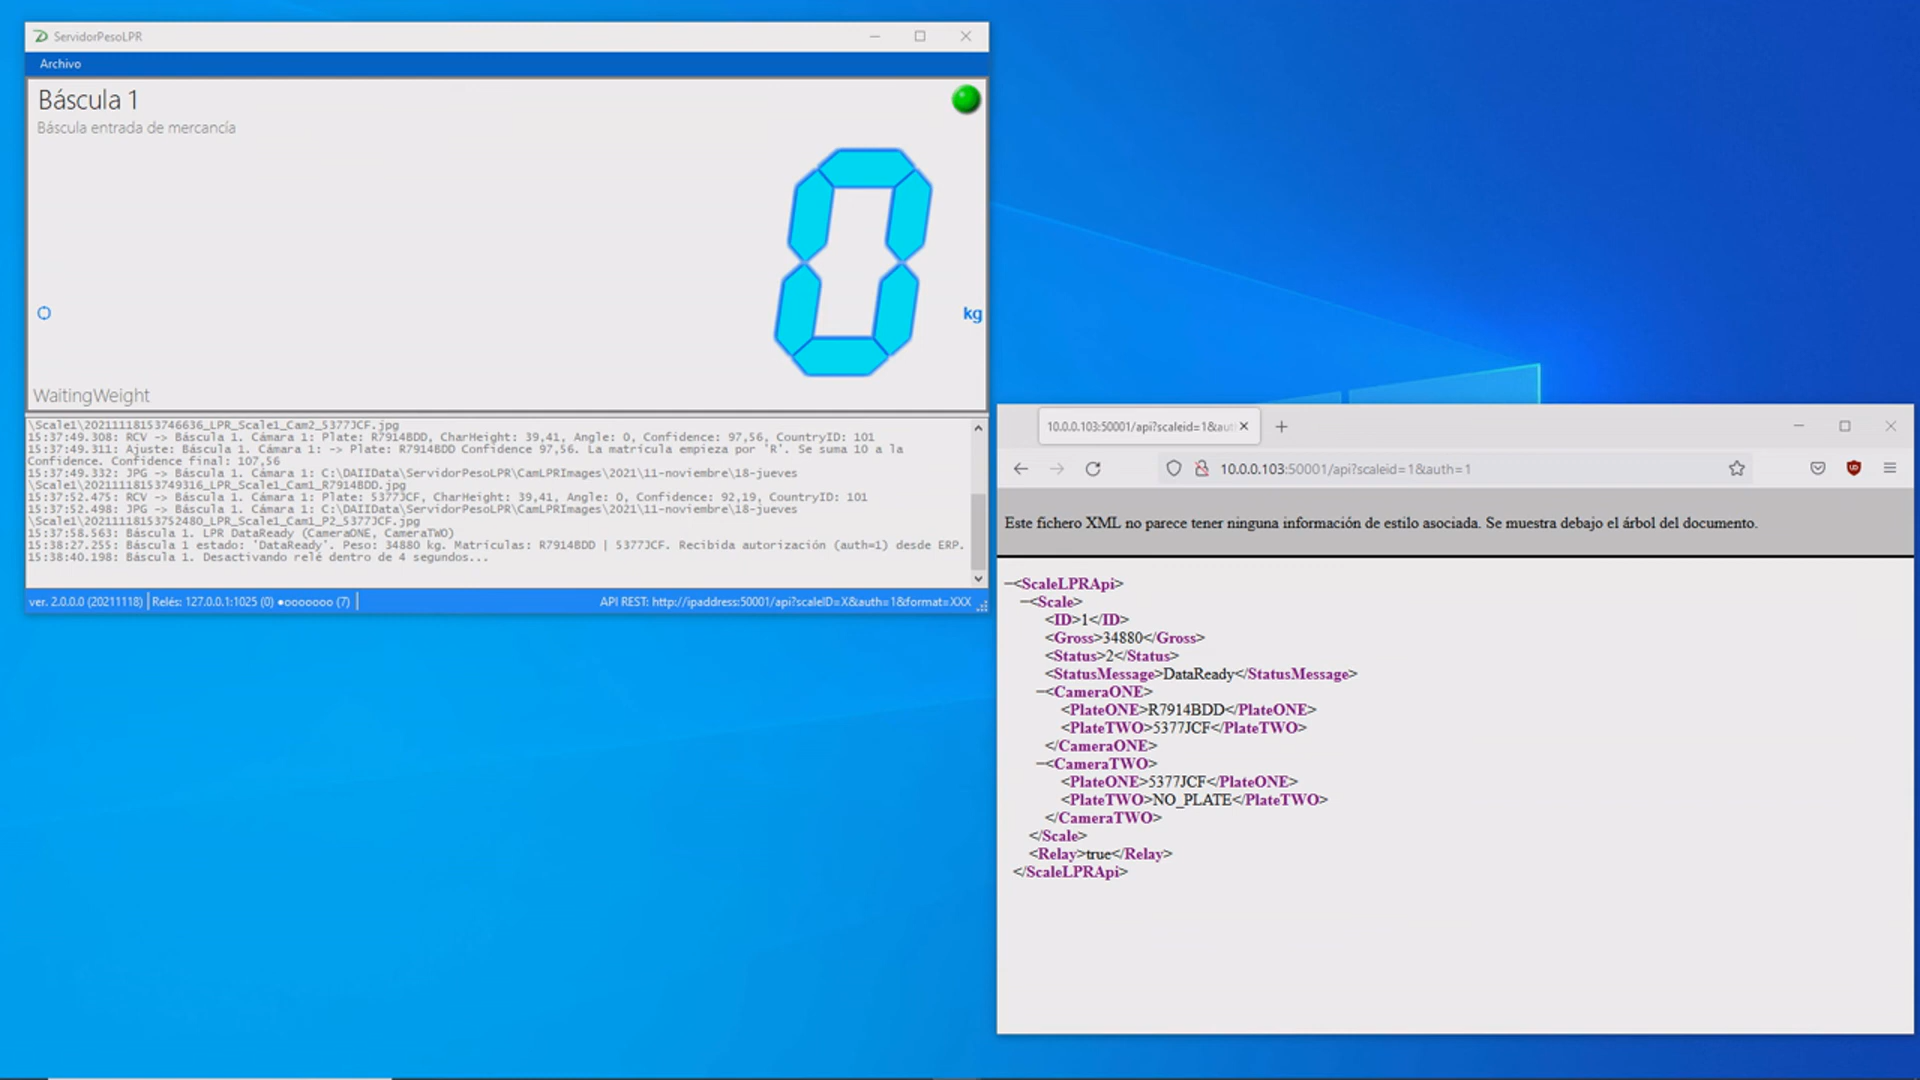 ServidorPesoLPR
Archivo
Báscula 1
Báscula entrada de mercancía
0
kg
WaitingWeight
\Scale1\20211118153746636_LPR_Scale1_Cam2_5377JCF.jpg
15:37:49.308: RCV -> Báscula 1. Cámara 1: Plate: R7914BDD, CharHeight: 39,41, Angle: 0, Confidence: 97,56, CountryID: 101
15:37:49.311: Ajuste: Báscula 1. Cámara 1: -> Plate: R7914BDD Confidence 97,56. La matrícula empieza por 'R'. Se suma 10 a la
Confidence. Confidence final: 107,56
15:37:49.332: JPG -> Báscula 1. Cámara 1: C:\DAIIData\ServidorPesoLPR\CamLPRImages\2021\11-noviembre\18-jueves
\Scale1\20211118153749316_LPR_Scale1_Cam1_R7914BDD.jpg
15:37:52.475: RCV -> Báscula 1. Cámara 1: Plate: 5377JCF, CharHeight: 39,41, Angle: 0, Confidence: 92,19, CountryID: 101
15:37:52.498: JPG -> Báscula 1. Cámara 1: C:\DAIIData\ServidorPesoLPR\CamLPRImages\2021\11-noviembre\18-jueves
\Scale1\20211118153752480_LPR_Scale1_Cam1_P2_5377JCF.jpg
15:37:58.563: Báscula 1. LPR DataReady (CameraONE, CameraTWO)
15:38:27.255: Báscula 1 estado: 'DataReady'. Peso: 34880 kg. Matrículas: R7914BDD | 5377JCF. Recibida autorización (auth=1) desde ERP.
15:38:40.198: Báscula 1. Desactivando relé dentro de 4 segundos...
ver. 2.0.0.0 (20211118) Relés: 127.0.0.1:1025 (0) ●ooooooo (7) API REST: http://ipaddress:50001/api?scaleID=X&auth=1&format=XXX
10.0.0.103:50001/api?scaleid=1&aut
10.0.0.103:50001/api?scaleid=1&auth=1
Este fichero XML no parece tener ninguna información de estilo asociada. Se muestra debajo el árbol del documento.
−<ScaleLPRApi>
−<Scale>
<ID>1</ID>
<Gross>34880</Gross>
<Status>2</Status>
<StatusMessage>DataReady</StatusMessage>
−<CameraONE>
<PlateONE>R7914BDD</PlateONE>
<PlateTWO>5377JCF</PlateTWO>
</CameraONE>
−<CameraTWO>
<PlateONE>5377JCF</PlateONE>
<PlateTWO>NO_PLATE</PlateTWO>
</CameraTWO>
</Scale>
<Relay>true</Relay>
</ScaleLPRApi>